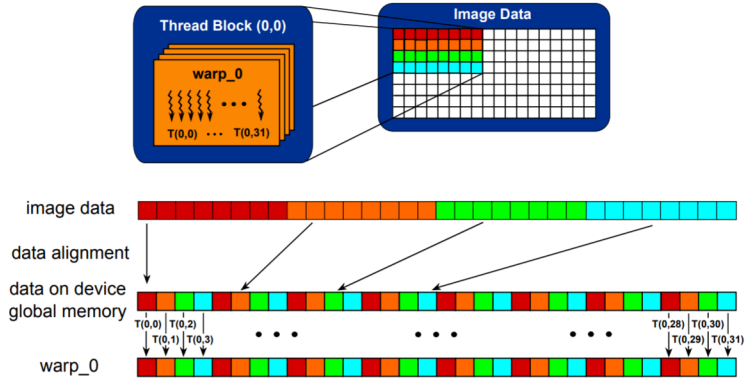 Thread Block (0,0)
Image Data
warp_0
T(0,0) ... T(0,31)
image data
data alignment
data on device
global memory
T(0,0) T(0,2) T(0,28) T(0,30)
T(0,1) T(0,3) T(0,29) T(0,31)
warp_0